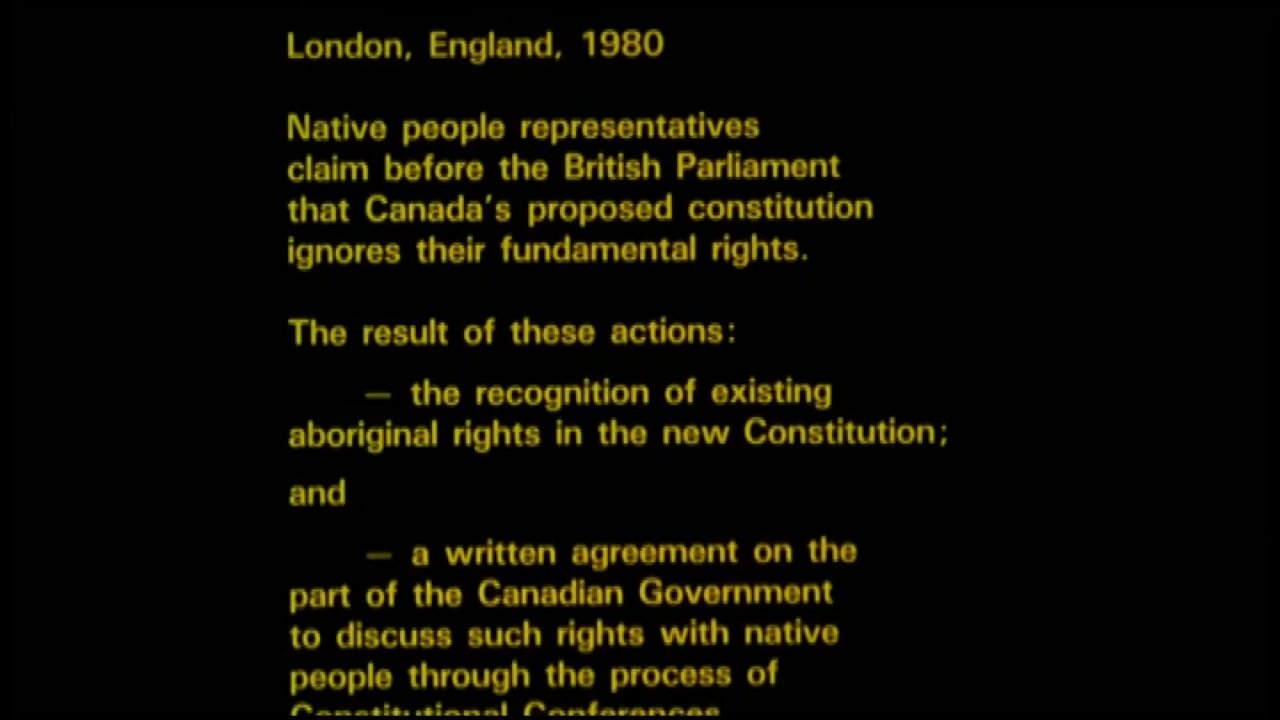 London, England, 1980
Native people representatives
claim before the British Parliament
that Canada's proposed constitution
ignores their fundamental rights.
The result of these actions:
— the recognition of existing
aboriginal rights in the new Constitution;
and
— a written agreement on the
part of the Canadian Government
to discuss such rights with native
people through the process of
Constitutional Conferences